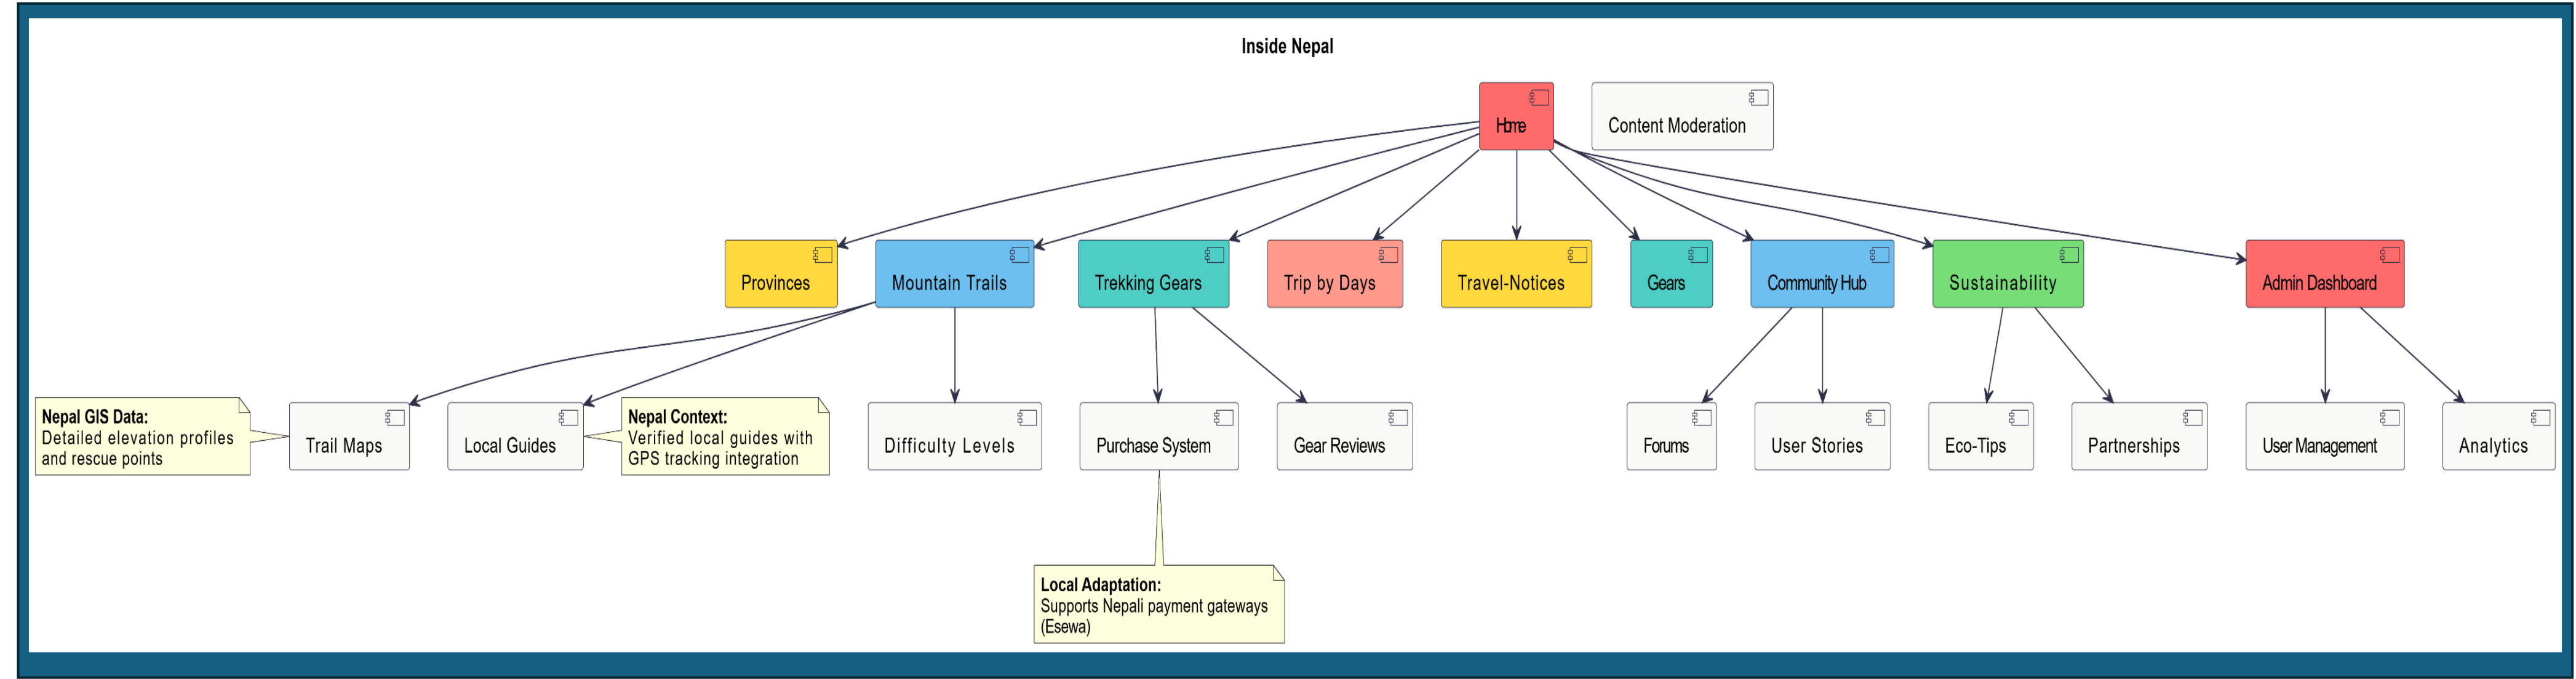 Inside Nepal
Home
Content Moderation
Provinces
Mountain Trails
Trekking Gears
Trip by Days
Travel-Notices
Gears
Community Hub
Sustainability
Admin Dashboard
Nepal GIS Data:
Detailed elevation profiles
and rescue points
Trail Maps
Local Guides
Nepal Context:
Verified local guides with
GPS tracking integration
Difficulty Levels
Purchase System
Gear Reviews
Forums
User Stories
Eco-Tips
Partnerships
User Management
Analytics
Local Adaptation:
Supports Nepali payment gateways
(Esewa)